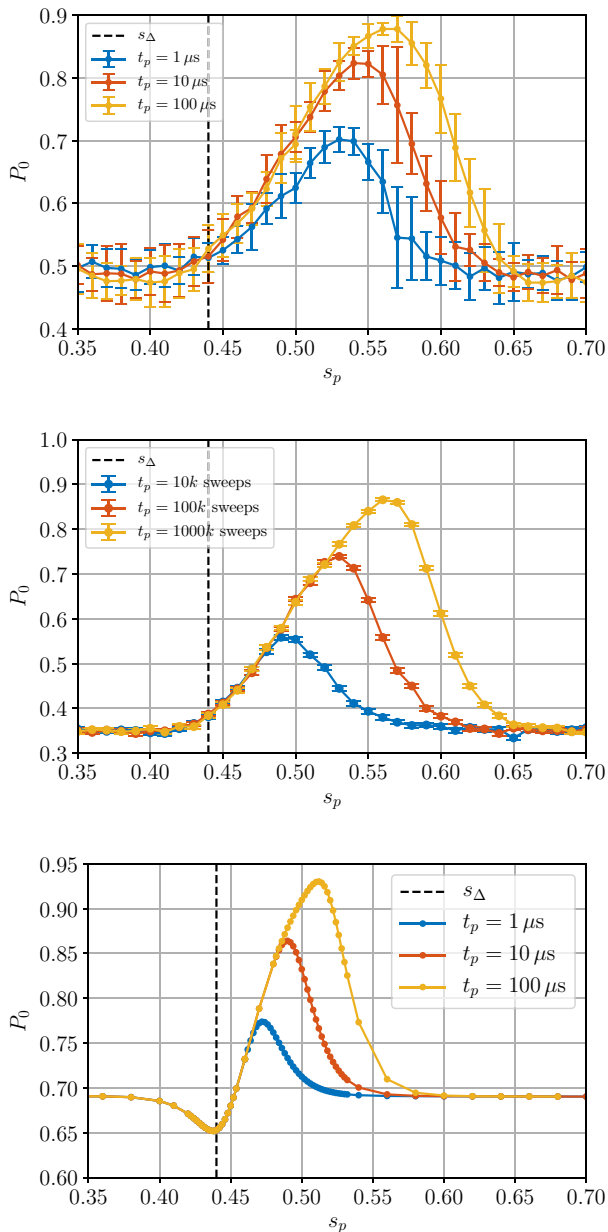 0.9
0.8
0.7
0.6
0.5
0.4
P₀
s_Δ
t_p = 1 μs
t_p = 10 μs
t_p = 100 μs
0.35 0.40 0.45 0.50 0.55 0.60 0.65 0.70
s_p
1.0
0.9
0.8
0.7
0.6
0.5
0.4
0.3
P₀
s_Δ
t_p = 10k sweeps
t_p = 100k sweeps
t_p = 1000k sweeps
0.35 0.40 0.45 0.50 0.55 0.60 0.65 0.70
s_p
0.95
0.90
0.85
0.80
0.75
0.70
0.65
0.60
P₀
s_Δ
t_p = 1 μs
t_p = 10 μs
t_p = 100 μs
0.35 0.40 0.45 0.50 0.55 0.60 0.65 0.70
s_p